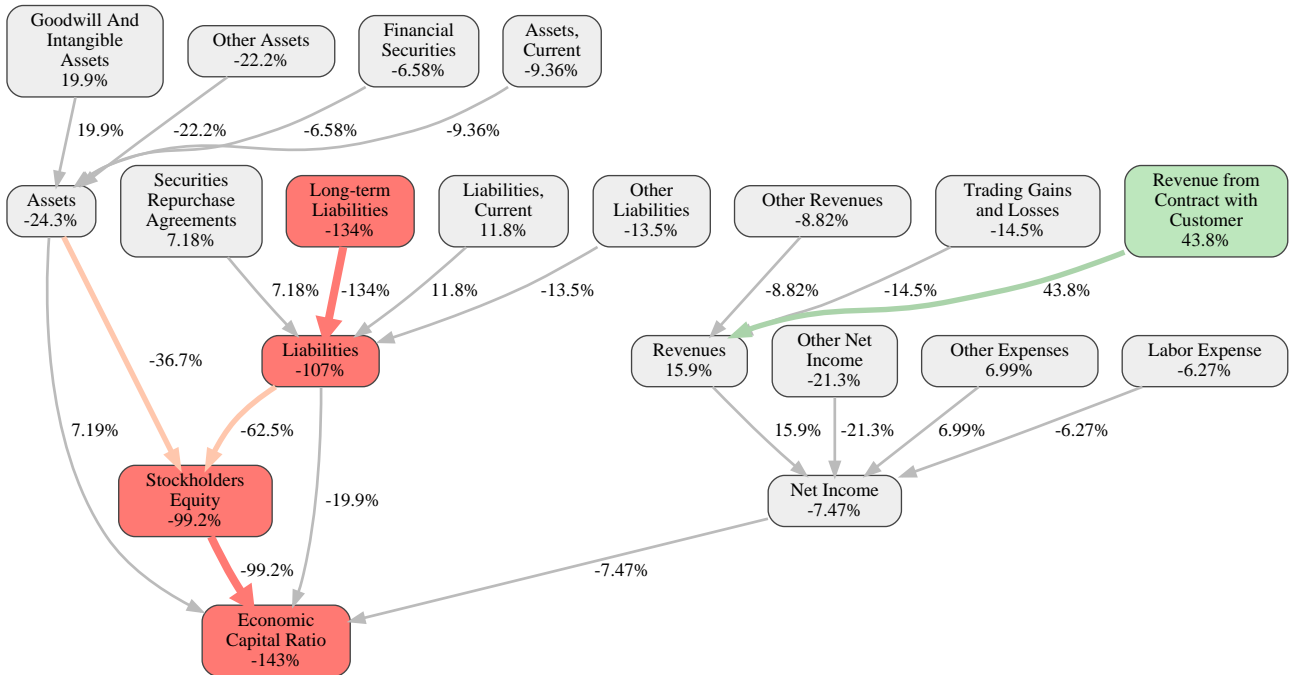 Goodwill And
Intangible
Assets
19.9%
Other Assets
-22.2%
Financial
Securities
-6.58%
Assets,
Current
-9.36%
19.9%
-22.2%
-6.58%
-9.36%
Assets
-24.3%
Securities
Repurchase
Agreements
7.18%
Long-term
Liabilities
-134%
Liabilities,
Current
11.8%
Other
Liabilities
-13.5%
Other Revenues
-8.82%
Trading Gains
and Losses
-14.5%
Revenue from
Contract with
Customer
43.8%
7.18%
-134%
11.8%
-13.5%
-8.82%
-14.5%
43.8%
-36.7%
Liabilities
-107%
Revenues
15.9%
Other Net
Income
-21.3%
Other Expenses
6.99%
Labor Expense
-6.27%
7.19%
-62.5%
15.9%
-21.3%
6.99%
-6.27%
Stockholders
Equity
-99.2%
-19.9%
Net Income
-7.47%
-99.2%
-7.47%
Economic
Capital Ratio
-143%